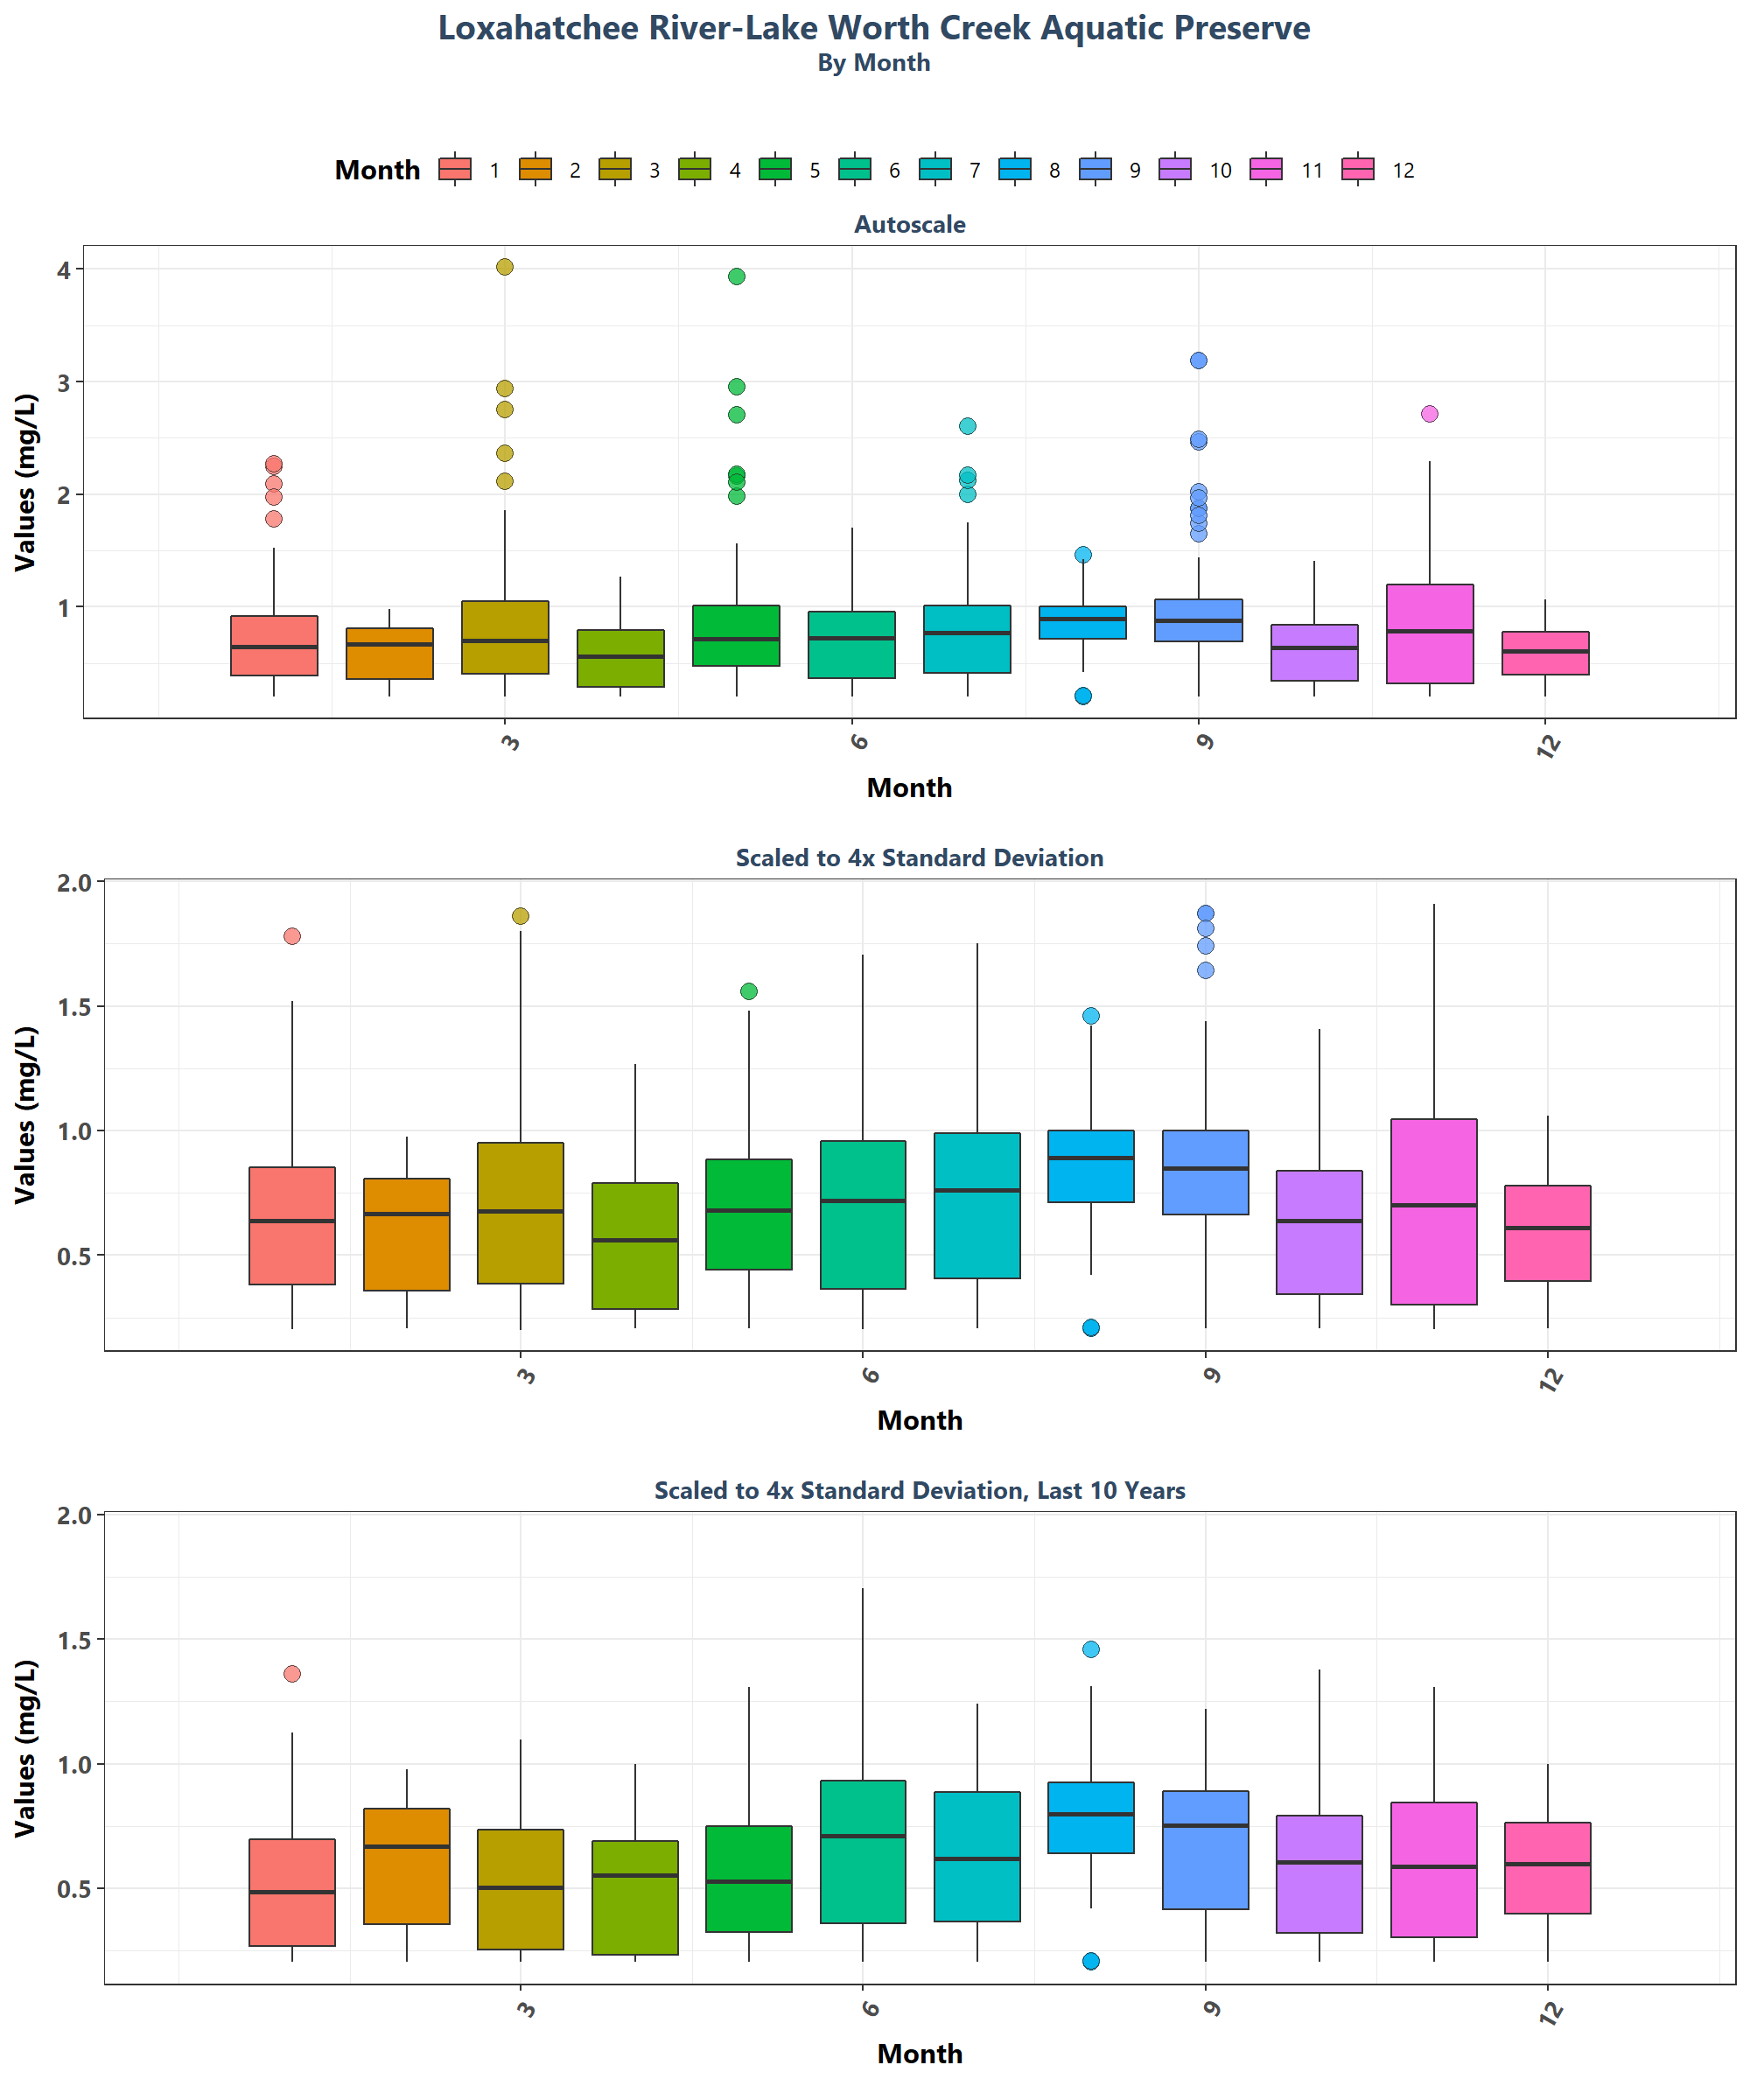 Loxahatchee River-Lake Worth Creek Aquatic Preserve
By Month
Month 1 2 3 4 5 6 7 8 9 10 11 12
Autoscale
Values (mg/L)
4
3
2
1
3 6 9 12
Month
Scaled to 4x Standard Deviation
Values (mg/L)
2.0
1.5
1.0
0.5
3 6 9 12
Month
Scaled to 4x Standard Deviation, Last 10 Years
Values (mg/L)
2.0
1.5
1.0
0.5
3 6 9 12
Month